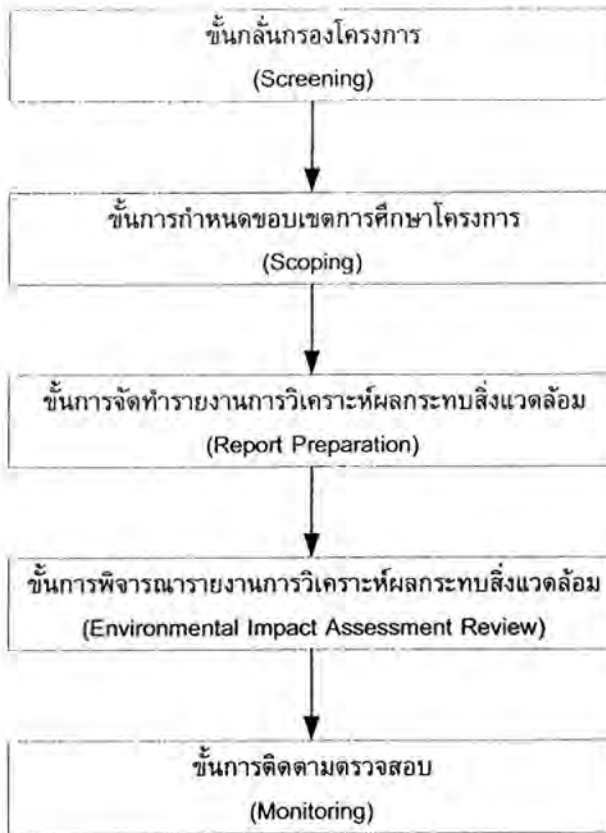 ขั้นกลั่นกรองโครงการ
(Screening)
ขั้นการกำหนดขอบเขตการศึกษาโครงการ
(Scoping)
ขั้นการจัดทำรายงานการวิเคราะห์ผลกระทบสิ่งแวดล้อม
(Report Preparation)
ขั้นการพิจารณารายงานการวิเคราะห์ผลกระทบสิ่งแวดล้อม
(Environmental Impact Assessment Review)
ขั้นการติดตามตรวจสอบ
(Monitoring)